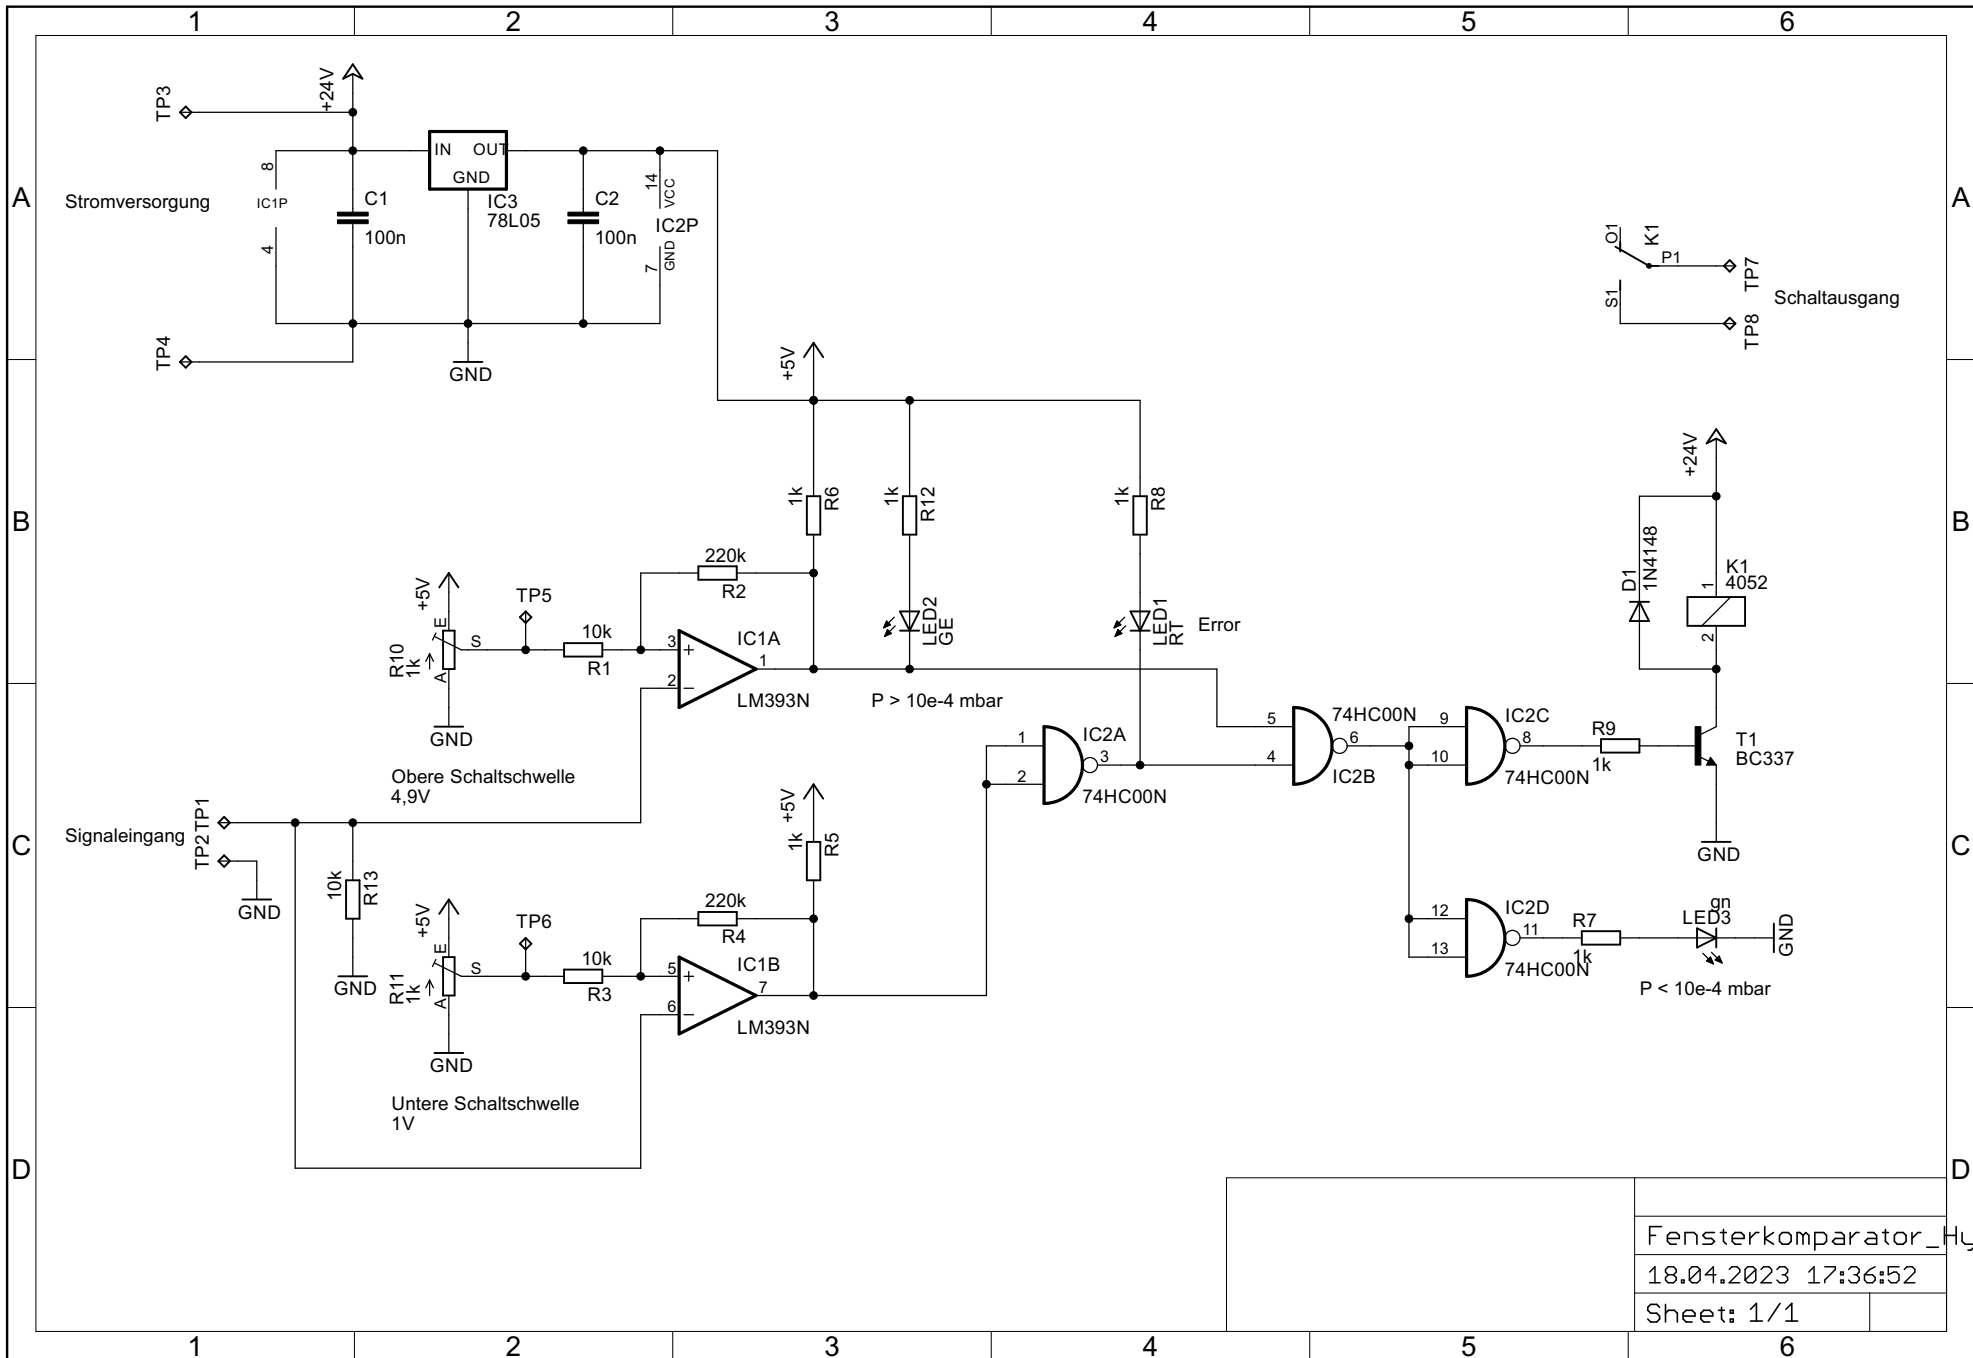 1 2 3 4 5 6
A
A
B
B
C
C
D
D
1 2 3 4 5 6
TP3
+24V
8
IC1P
4
Stromversorgung
C1
100n
IN OUT
GND
IC3
78L05
C2
100n
14
VCC
IC2P
7
GND
TP4
GND
O1
K1
P1
TP7
S1
TP8
Schaltausgang
+5V
1k
R6
1k
R12
1k
R8
220k
R2
+5V
E
R10
1k
A
S
TP5
10k
R1
GND
3
+
2
−
IC1A
1
LM393N
LED2
GE
P > 10e-4 mbar
LED1
RT
Error
Obere Schaltschwelle
4,9V
1
2
IC2A
3
74HC00N
5
4
74HC00N
6
IC2B
9
10
IC2C
8
74HC00N
R9
1k
+24V
D1
1N4148
K1
4052
1
2
T1
BC337
GND
Signaleingang
TP1
TP2
GND
10k
R13
GND
+5V
E
R11
1k
A
S
TP6
10k
R3
GND
+5V
1k
R5
220k
R4
5
+
6
−
IC1B
7
LM393N
Untere Schaltschwelle
1V
12
13
IC2D
11
74HC00N
R7
1k
gn
LED3
GND
P < 10e-4 mbar
Fensterkomparator_Hy
18.04.2023 17:36:52
Sheet: 1/1